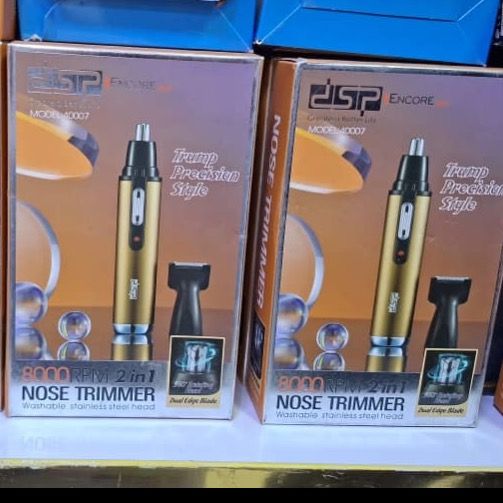 dsp
ENCORE
MODEL:40007
Trump
Precision
Style
dsp
8000 RPM 2 in 1
NOSE TRIMMER
Washable stainless steel head
Dual Edge Blade
NOSE TRIMMER
dsp
ENCORE
MODEL:40007
Trump
Precision
Style
dsp
8000 RPM 2 in 1
NOSE TRIMMER
Washable stainless steel head
Dual Edge Blade